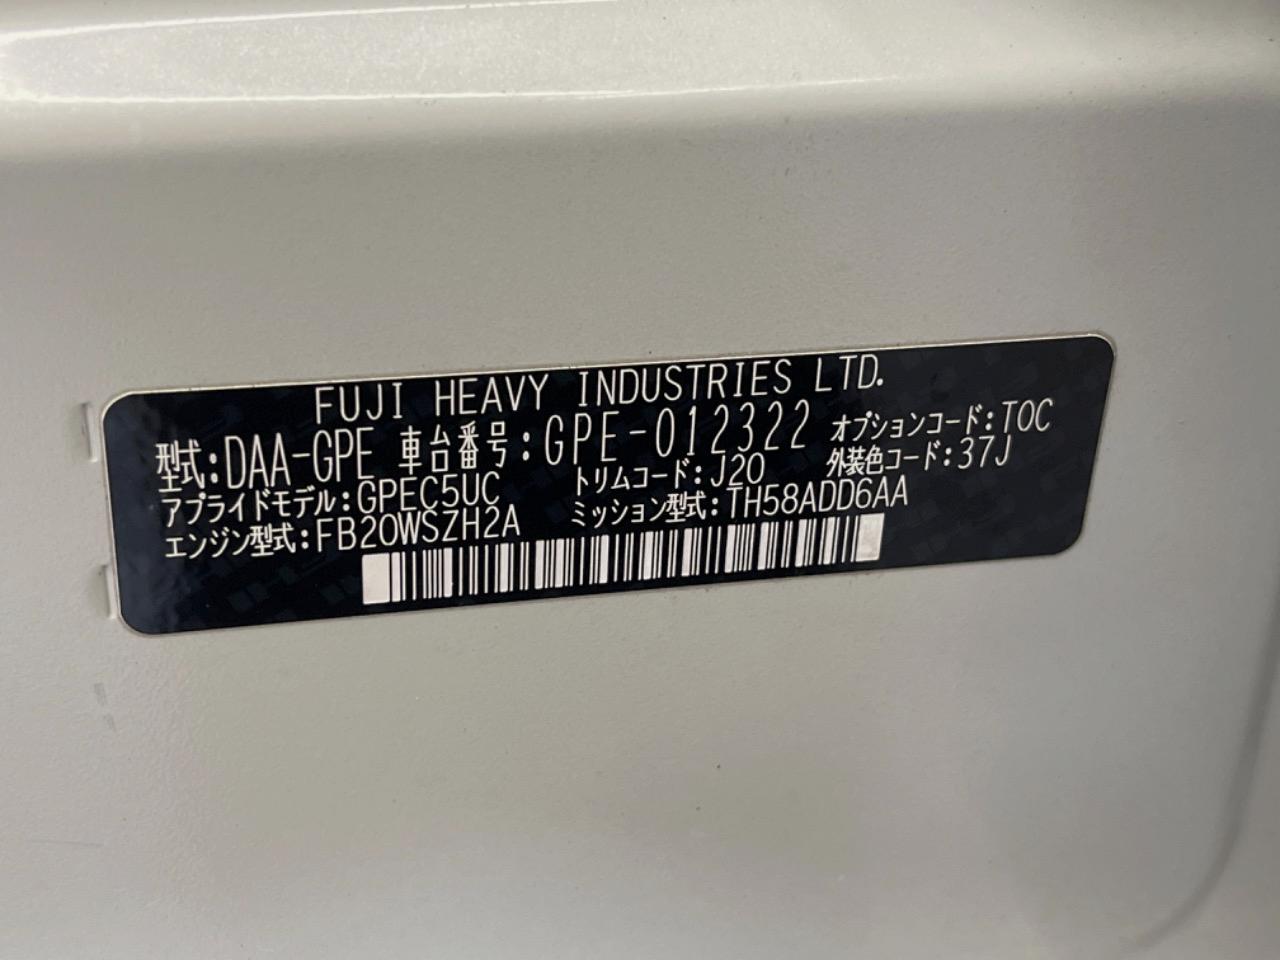 FUJI HEAVY INDUSTRIES LTD.
型式:DAA-GPE 車台番号:GPE-012322 オプションコード:TOC
アプライドモデル:GPEC5UC トリムコード:J20 外装色コード:37J
エンジン型式:FB20WSZH2A ミッション型式:TH58ADD6AA